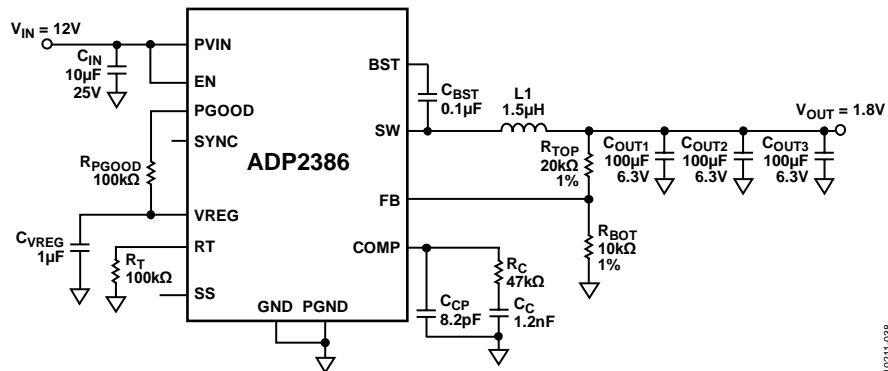 V_IN = 12V
C_IN
10µF
25V
PVIN
EN
PGOOD
SYNC
R_PGOOD
100kΩ
VREG
C_VREG
1µF
RT
R_T
100kΩ
SS
ADP2386
GND PGND
BST
C_BST
0.1µF
SW
L1
1.5µH
V_OUT = 1.8V
R_TOP
20kΩ
1%
C_OUT1
100µF
6.3V
C_OUT2
100µF
6.3V
C_OUT3
100µF
6.3V
FB
R_BOT
10kΩ
1%
COMP
R_C
47kΩ
C_CP
8.2pF
C_C
1.2nF